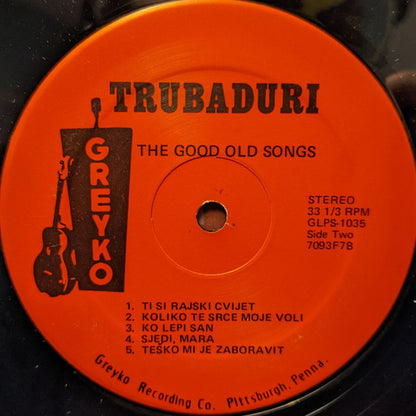 TRUBADURI
GREYKO
THE GOOD OLD SONGS
STEREO
33 1/3 RPM
GLPS-1035
Side Two
7093F7B
1. TI SI RAJSKI CVIJET
2. KOLIKO TE SRCE MOJE VOLI
3. KO LEPI SAN
4. SJEDI, MARA
5. TEŠKO MI JE ZABORAVIT
Greyko Recording Co. Pittsburgh, Penna.